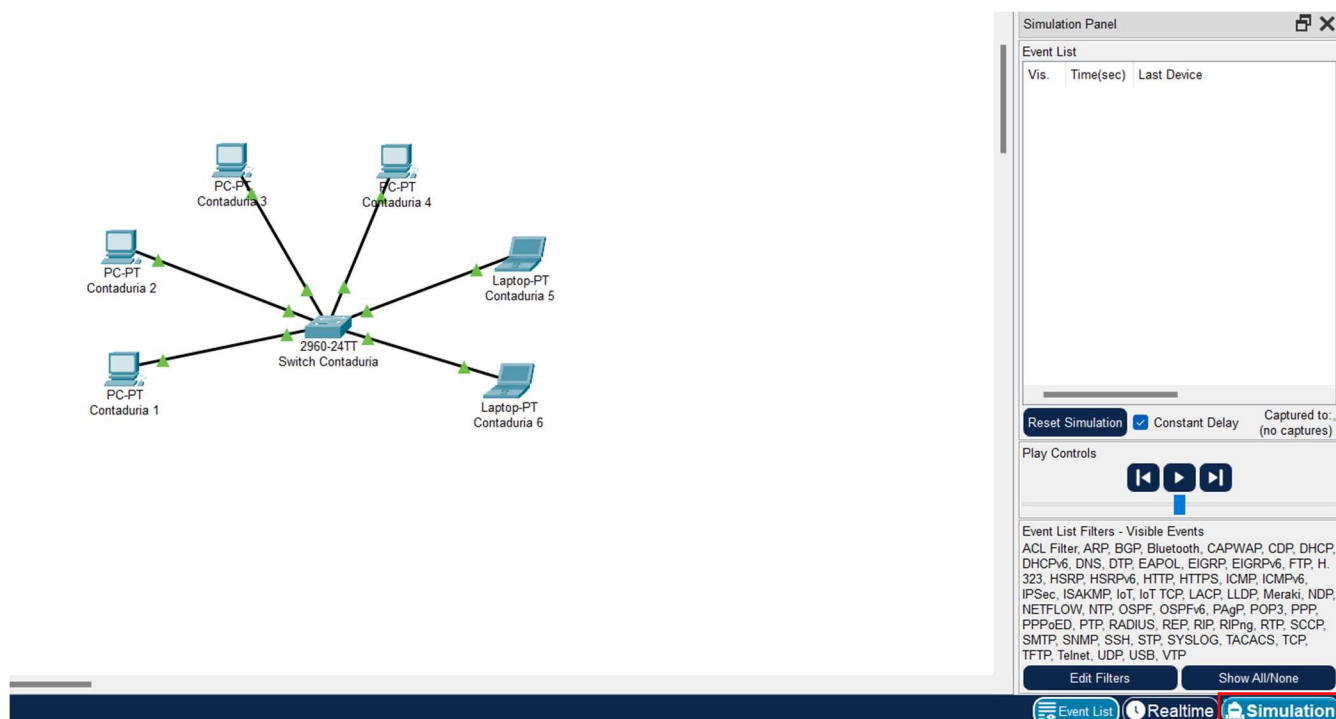 Simulation Panel
Event List
Vis. Time(sec) Last Device
PC-PT
Contaduria 3
PC-PT
Contaduria 4
PC-PT
Contaduria 2
Laptop-PT
Contaduria 5
2960-24TT
Switch Contaduria
PC-PT
Contaduria 1
Laptop-PT
Contaduria 6
Reset Simulation Constant Delay Captured to:
(no captures)
Play Controls
Event List Filters - Visible Events
ACL Filter, ARP, BGP, Bluetooth, CAPWAP, CDP, DHCP,
DHCPv6, DNS, DTP, EAPOL, EIGRP, EIGRPv6, FTP, H.
323, HSRP, HSRPv6, HTTP, HTTPS, ICMP, ICMPv6,
IPSec, ISAKMP, IoT, IoT TCP, LACP, LLDP, Meraki, NDP,
NETFLOW, NTP, OSPF, OSPFv6, PAgP, POP3, PPP,
PPPoED, PTP, RADIUS, REP, RIP, RIPng, RTP, SCCP,
SMTP, SNMP, SSH, STP, SYSLOG, TACACS, TCP,
TFTP, Telnet, UDP, USB, VTP
Edit Filters Show All/None
Event List Realtime Simulation